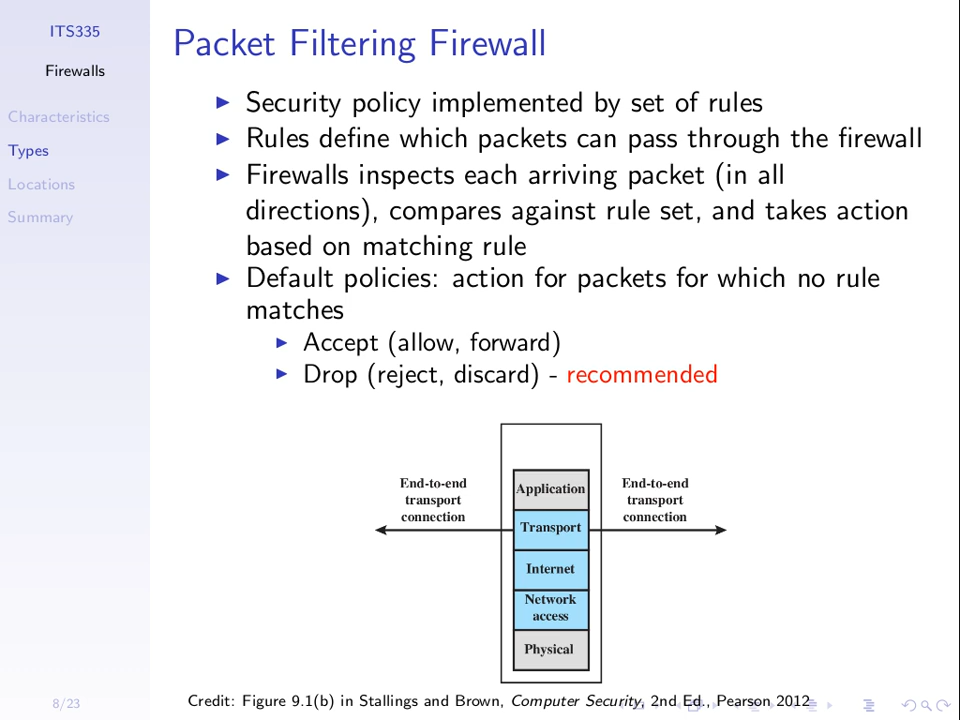 ITS335
Firewalls
Characteristics
Types
Locations
Summary
Packet Filtering Firewall
Security policy implemented by set of rules
Rules define which packets can pass through the firewall
Firewalls inspects each arriving packet (in all
directions), compares against rule set, and takes action
based on matching rule
Default policies: action for packets for which no rule
matches
Accept (allow, forward)
Drop (reject, discard) - recommended
End-to-end
transport
connection
Application
Transport
Internet
Network
access
Physical
End-to-end
transport
connection
Credit: Figure 9.1(b) in Stallings and Brown, Computer Security, 2nd Ed., Pearson 2012
8/23